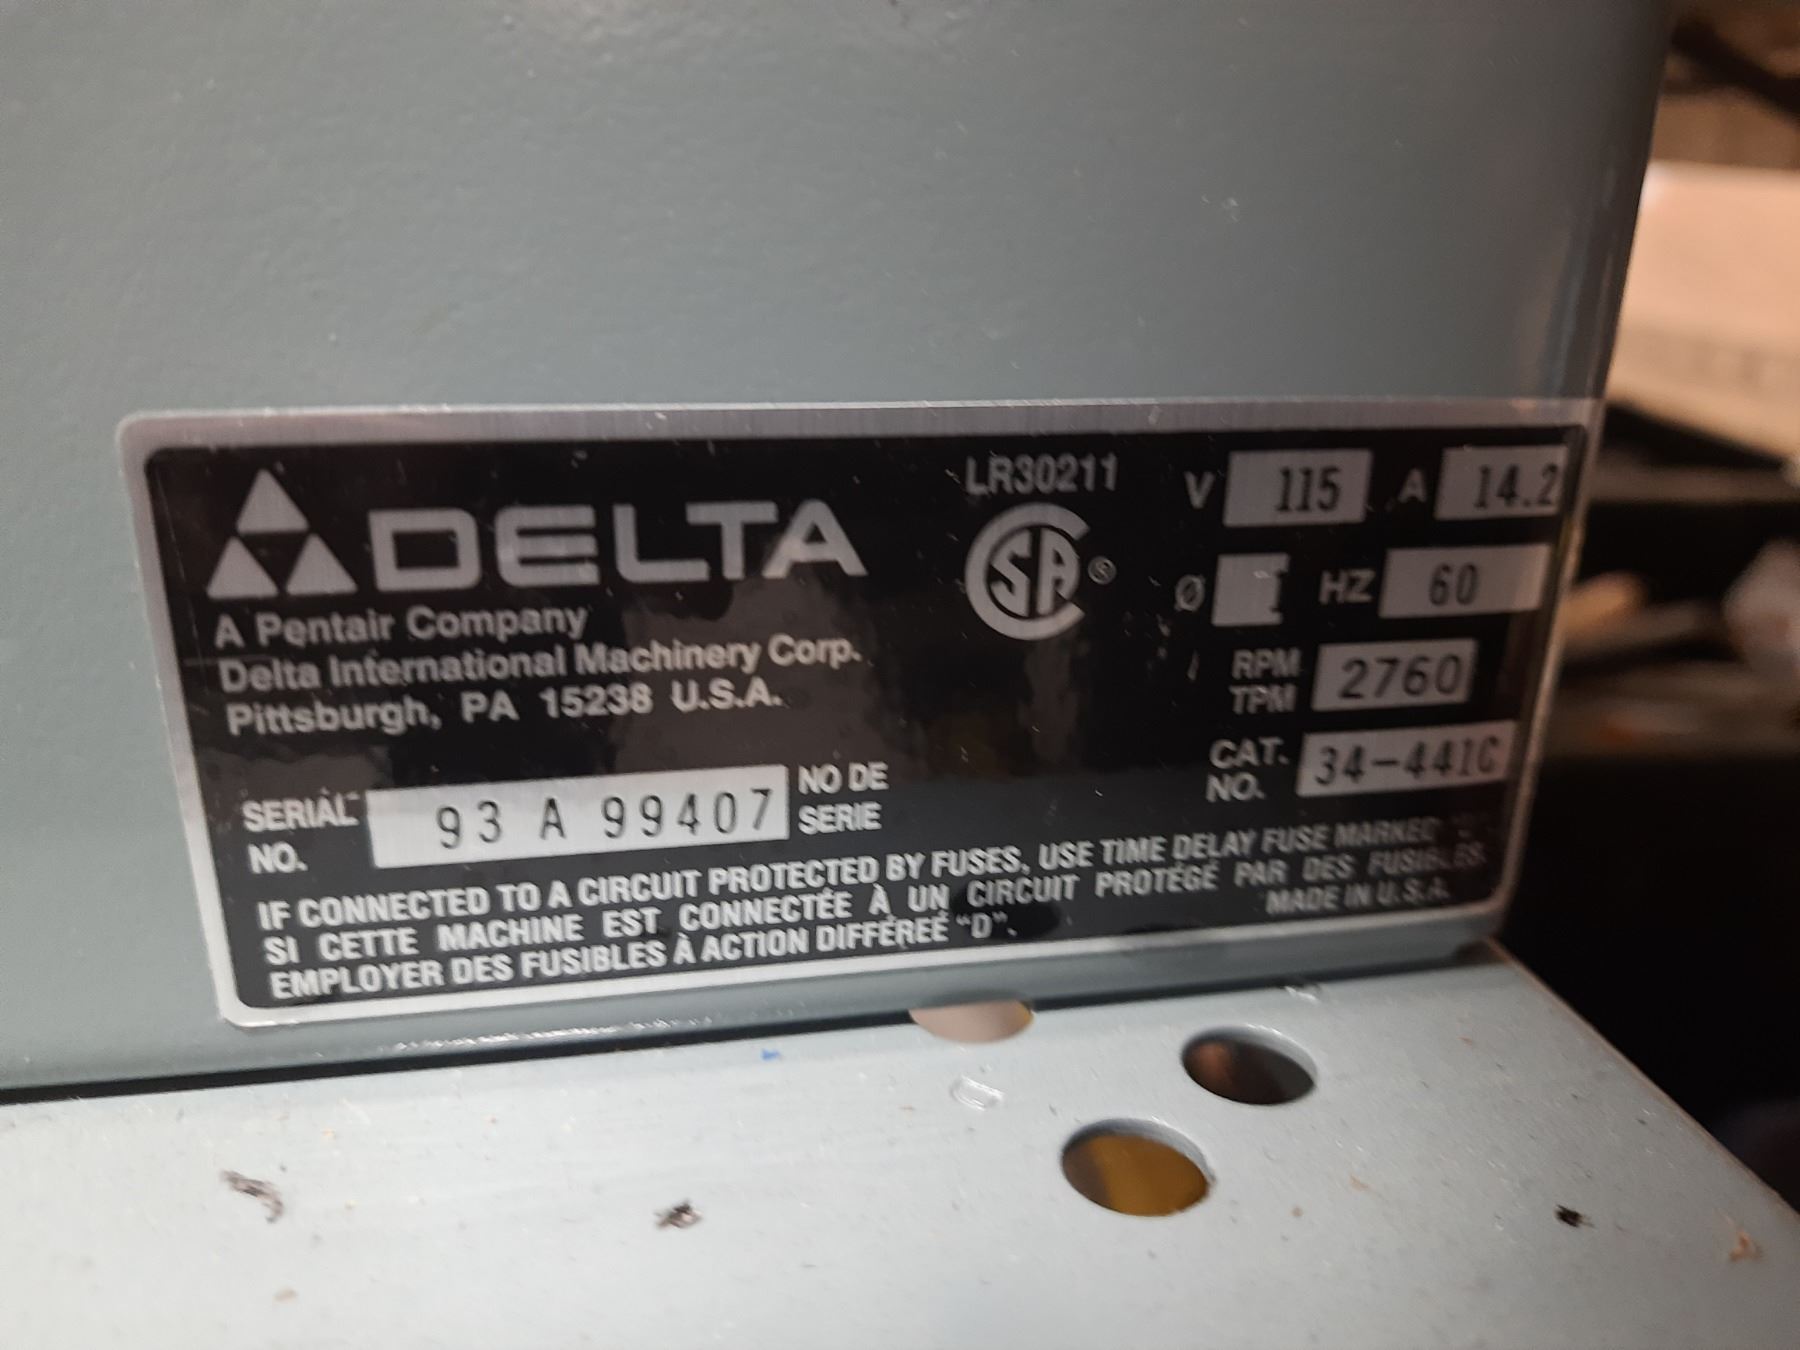 DELTA
A Pentair Company
Delta International Machinery Corp.
Pittsburgh, PA 15238 U.S.A.
LR30211
SA ®
V 115 A 14.2
Ø 1 HZ 60
RPM
TPM 2760
CAT.
NO. 34-441C
SERIAL
NO. 93 A 99407 NO DE
SERIE
IF CONNECTED TO A CIRCUIT PROTECTED BY FUSES, USE TIME DELAY FUSE MARKED
SI CETTE MACHINE EST CONNECTÉE À UN CIRCUIT PROTÉGÉ PAR DES FUSIBLES
EMPLOYER DES FUSIBLES À ACTION DIFFÉREÉ “D”.
MADE IN U.S.A.